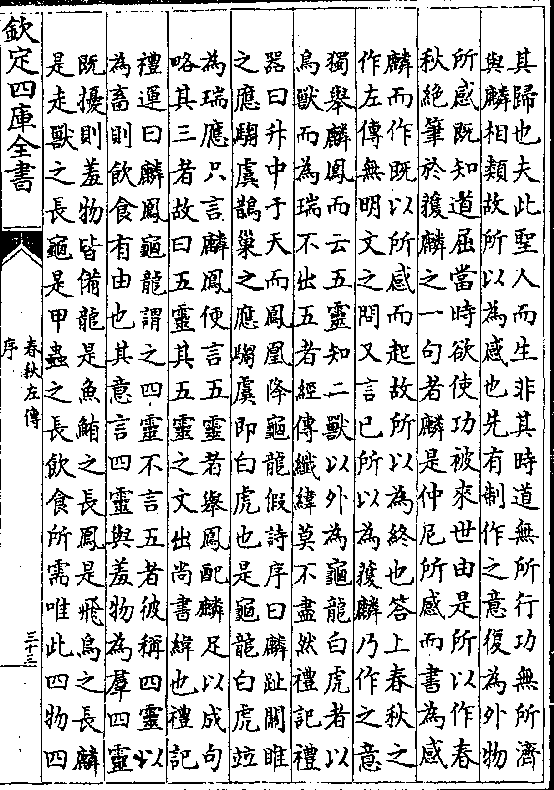 其歸也夫此聖人而生非其時道無所行功無所濟
與麟相類故所以為感也先有制作之意復為外物
所感既知道屈當時欲使功被來世由是所以作春
秋絶筆於獲麟之一句者麟是仲尼所感而書為感
麟而作既以所感而起故所以為終也答上春秋之
作左傳無明文之問又言已所以為獲麟乃作之意
獨舉麟鳳而云五靈知二獸以外為龜龍白虎者以
鳥獸而為瑞不出五者經傳纖緯莫不盡然禮記禮
器曰升中于天而鳳凰降龜龍假詩序曰麟趾關雎
之應騶虞鵲巢之應騶虞即白虎也是龜龍白虎竝
為瑞應只言麟鳳便言五靈者舉鳳配麟足以成句
略其三者故曰五靈其五靈之文出尚書緯也禮記
禮運曰麟鳳龜龍謂之四靈不言五者彼稱四靈以
為畜則飲食有由也其意言四靈與羞物為羣四靈
既擾則羞物皆備龍是魚鮪之長鳳是飛鳥之長麟
是走獸之長龜是甲蟲之長飲食所需唯此四物四
欽定四庫全書
春秋左傳
序
三十三